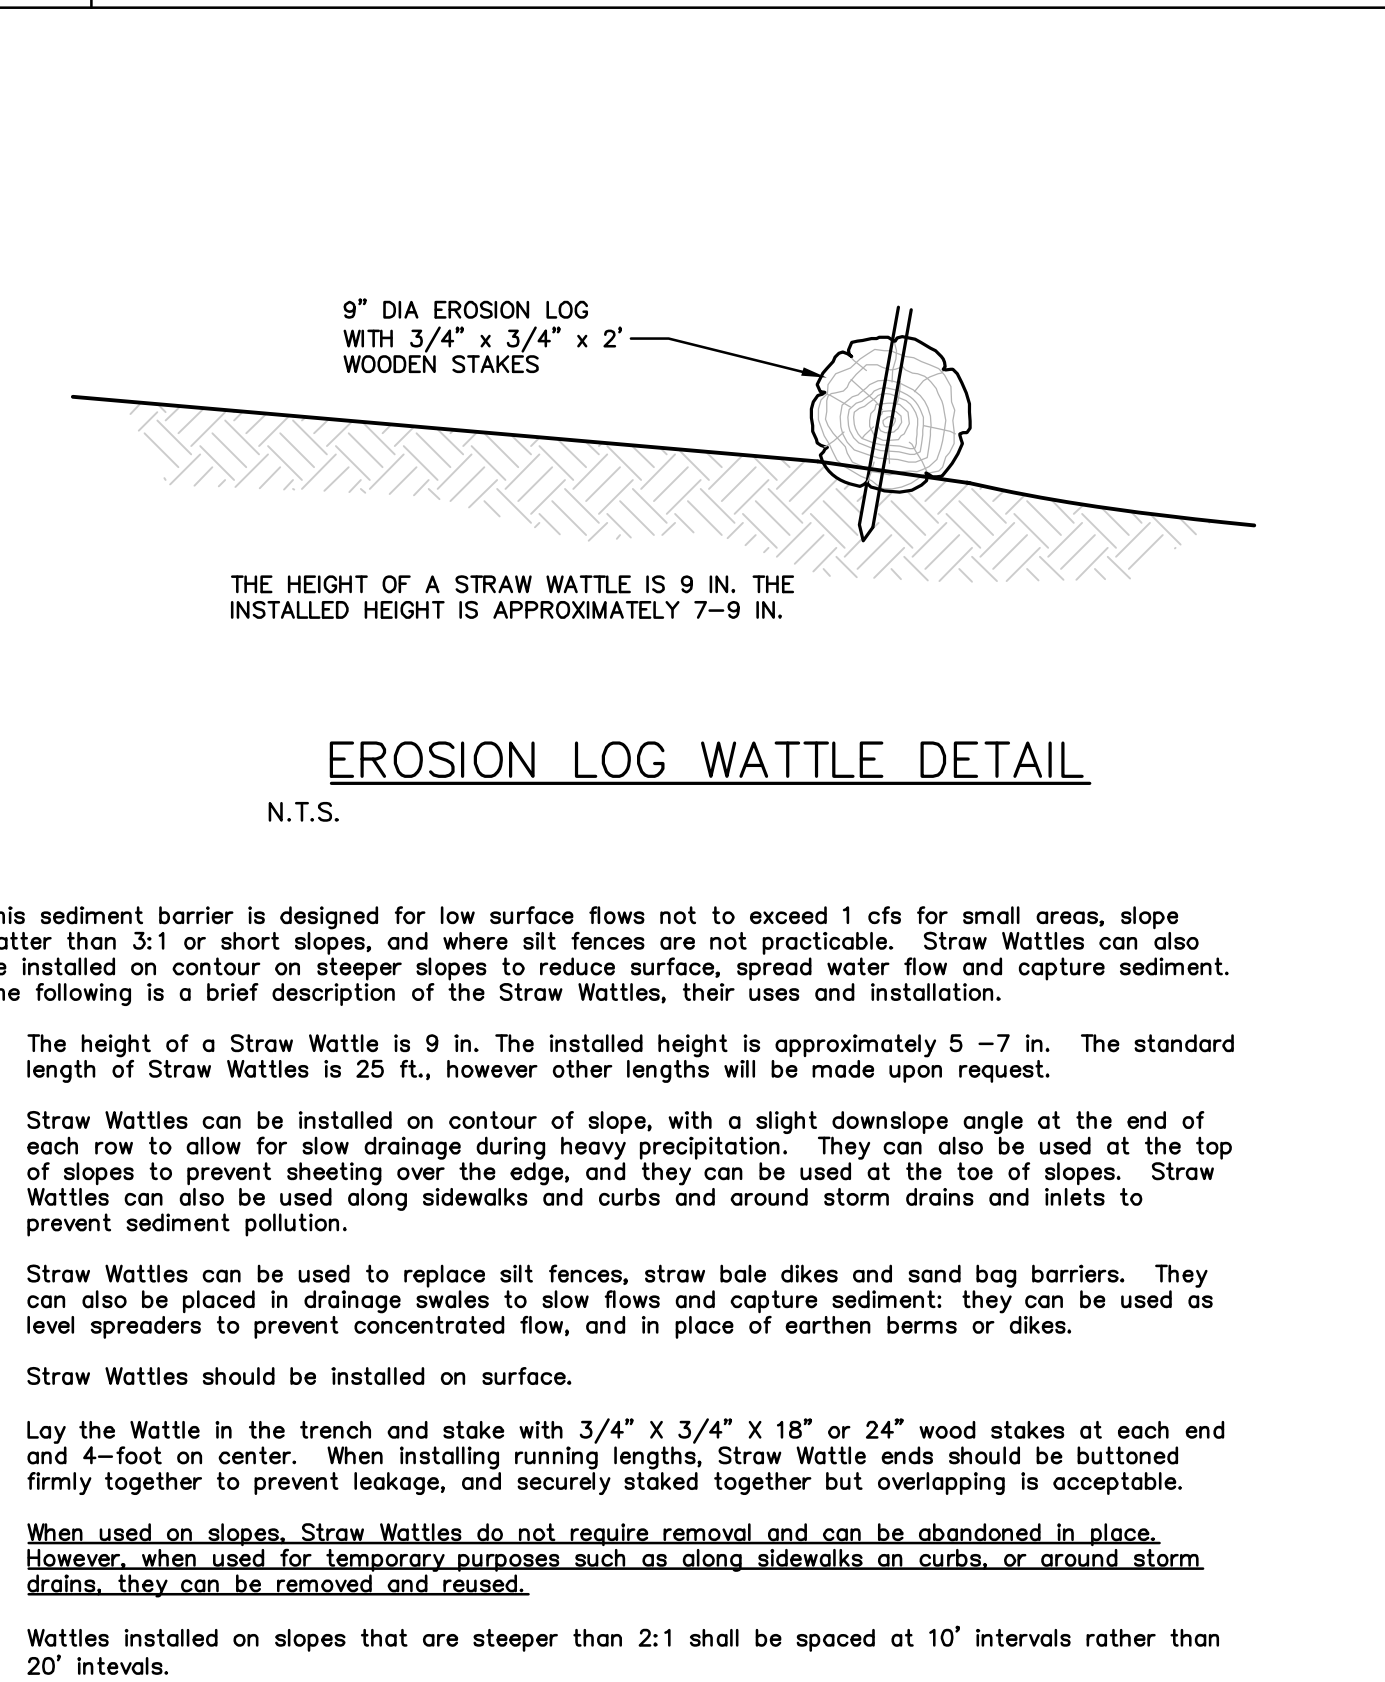 9" DIA EROSION LOG
WITH 3/4" x 3/4" x 2'
WOODEN STAKES
THE HEIGHT OF A STRAW WATTLE IS 9 IN. THE
INSTALLED HEIGHT IS APPROXIMATELY 7-9 IN.
EROSION LOG WATTLE DETAIL
N.T.S.
his sediment barrier is designed for low surface flows not to exceed 1 cfs for small areas, slope
atter than 3:1 or short slopes, and where silt fences are not practicable. Straw Wattles can also
e installed on contour on steeper slopes to reduce surface, spread water flow and capture sediment.
he following is a brief description of the Straw Wattles, their uses and installation.
The height of a Straw Wattle is 9 in. The installed height is approximately 5 -7 in. The standard
length of Straw Wattles is 25 ft., however other lengths will be made upon request.
Straw Wattles can be installed on contour of slope, with a slight downslope angle at the end of
each row to allow for slow drainage during heavy precipitation. They can also be used at the top
of slopes to prevent sheeting over the edge, and they can be used at the toe of slopes. Straw
Wattles can also be used along sidewalks and curbs and around storm drains and inlets to
prevent sediment pollution.
Straw Wattles can be used to replace silt fences, straw bale dikes and sand bag barriers. They
can also be placed in drainage swales to slow flows and capture sediment: they can be used as
level spreaders to prevent concentrated flow, and in place of earthen berms or dikes.
Straw Wattles should be installed on surface.
Lay the Wattle in the trench and stake with 3/4" X 3/4" X 18" or 24" wood stakes at each end
and 4-foot on center. When installing running lengths, Straw Wattle ends should be buttoned
firmly together to prevent leakage, and securely staked together but overlapping is acceptable.
When used on slopes, Straw Wattles do not require removal and can be abandoned in place.
However, when used for temporary purposes such as along sidewalks an curbs, or around storm
drains, they can be removed and reused.
Wattles installed on slopes that are steeper than 2:1 shall be spaced at 10' intervals rather than
20' intevals.